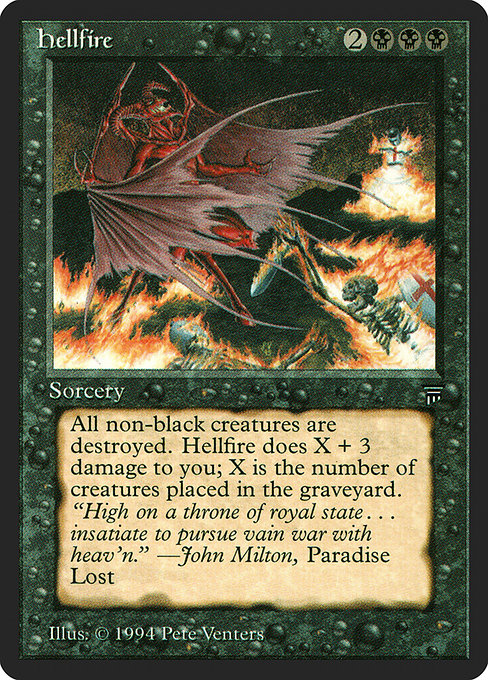 Hellfire 2
Sorcery
All non-black creatures are
destroyed. Hellfire does X + 3
damage to you; X is the number of
creatures placed in the graveyard.
“High on a throne of royal state . . .
insatiate to pursue vain war with
heav’n.” —John Milton, Paradise
Lost
Illus. © 1994 Pete Venters